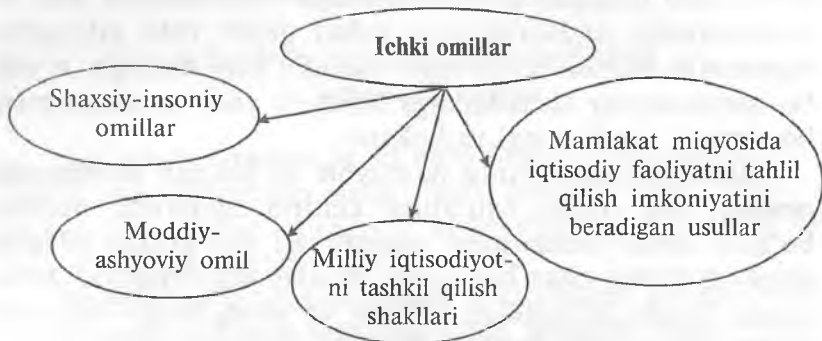 Ichki omillar
Shaxsiy-insoniy
omillar
Moddiy-
ashyoviy omil
Milliy iqtisodiyot-
ni tashkil qilish
shakllari
Mamlakat miqyosida
iqtisodiy faoliyatni tahlil
qilish imkoniyatini
beradigan usullar